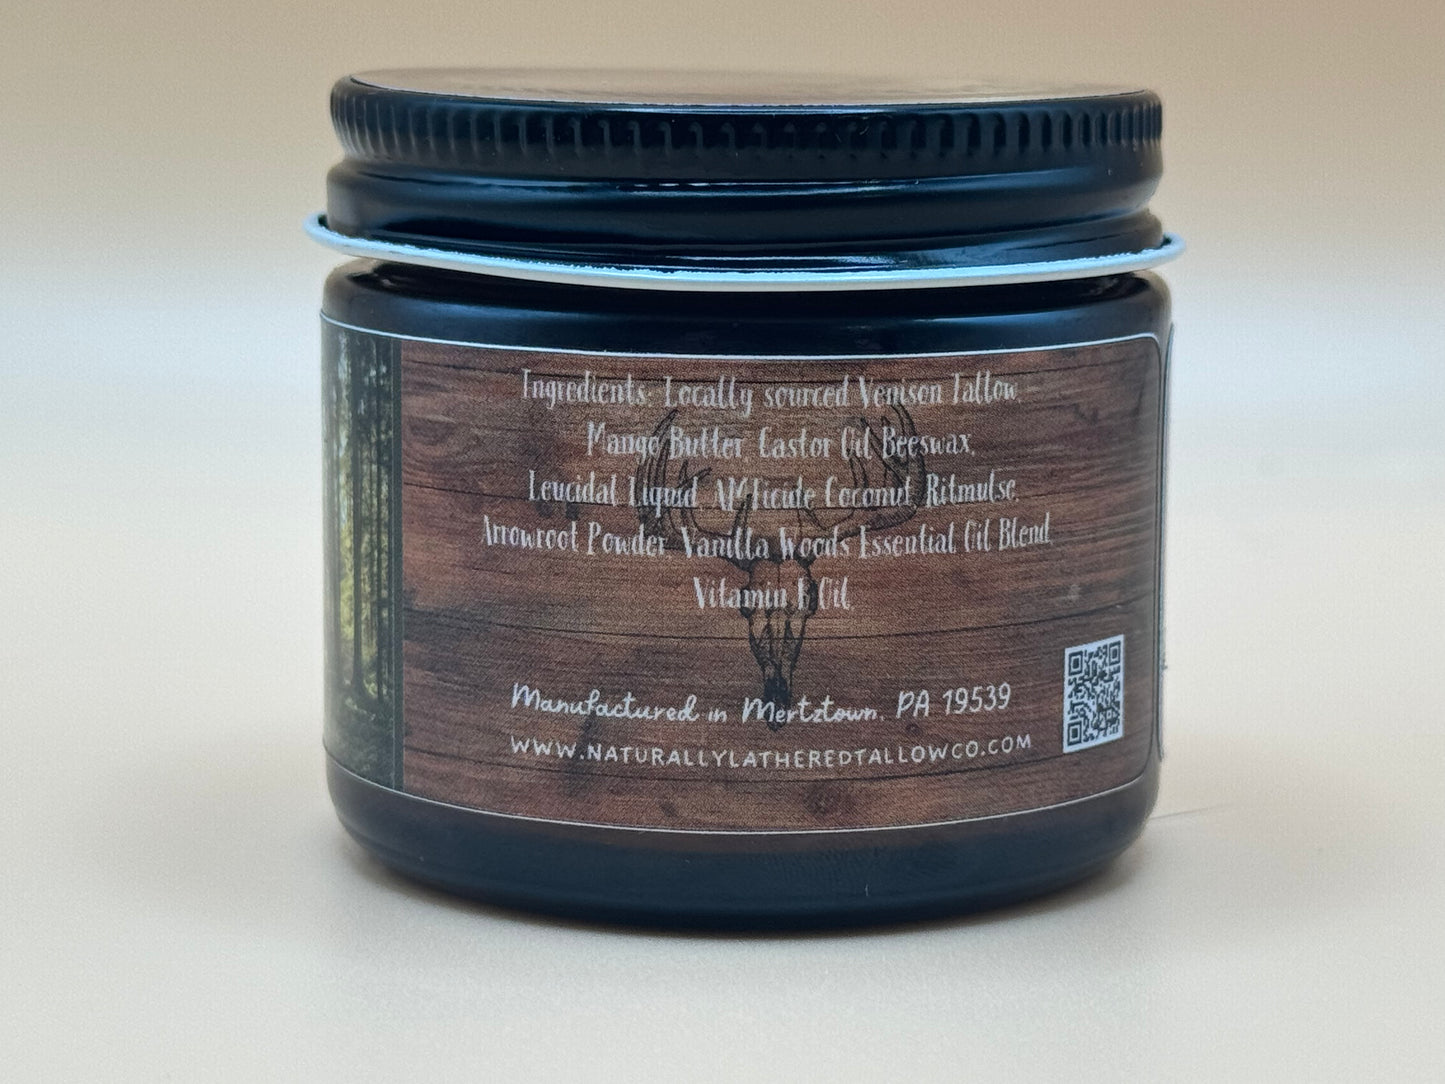 Ingredients: Locally sourced Venison Tallow
Mango Butter, Castor Oil, Beeswax,
Leucidal Liquid, AMTicide Coconut, Ritmulse,
Arrowroot Powder, Vanilla Woods Essential Oil Blend,
Vitamin E Oil,
Manufactured in Mertztown, PA 19539
WWW.NATURALLYLATHEREDTALLOWCO.COM